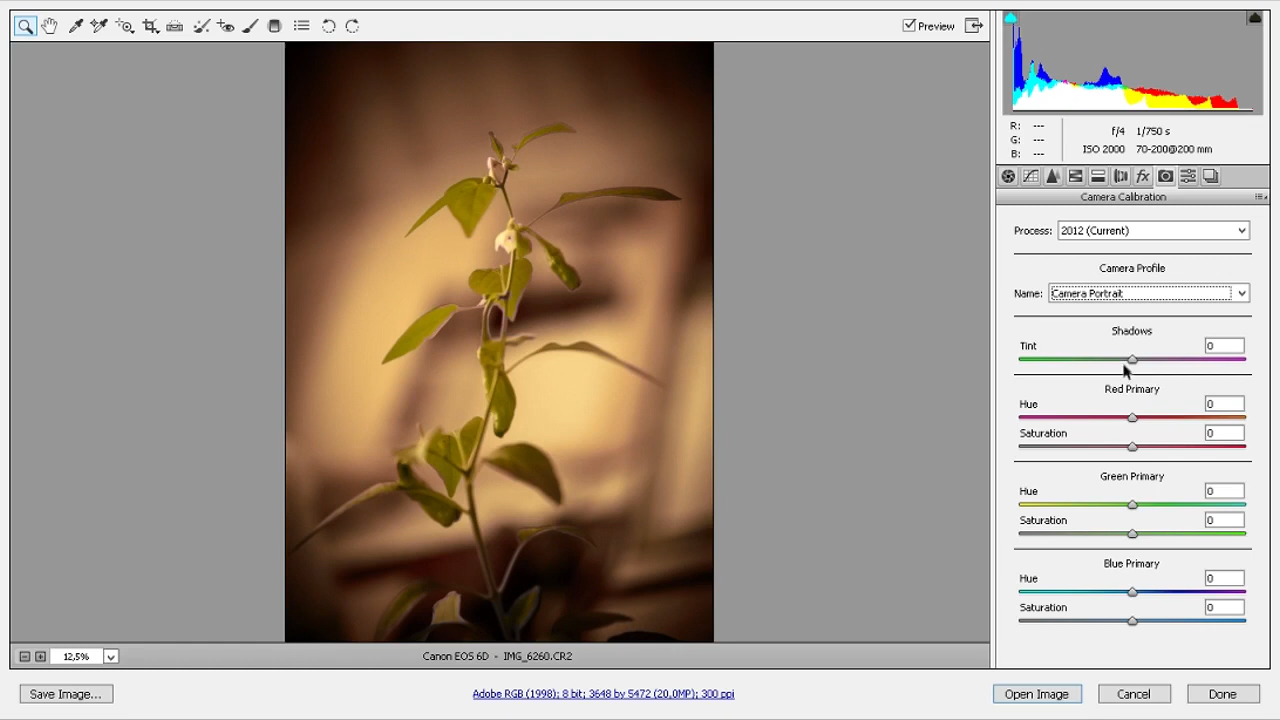 Preview
R: ---
G: ---
B: ---
f/4 1/750 s
ISO 2000 70-200@200 mm
fx
Camera Calibration
Process: 2012 (Current)
Camera Profile
Name: Camera Portrait
Shadows
Tint 0
Red Primary
Hue 0
Saturation 0
Green Primary
Hue 0
Saturation 0
Blue Primary
Hue 0
Saturation 0
12,5%
Canon EOS 6D - IMG_6260.CR2
Save Image...
Adobe RGB (1998); 8 bit; 3648 by 5472 (20,0MP); 300 ppi
Open Image
Cancel
Done